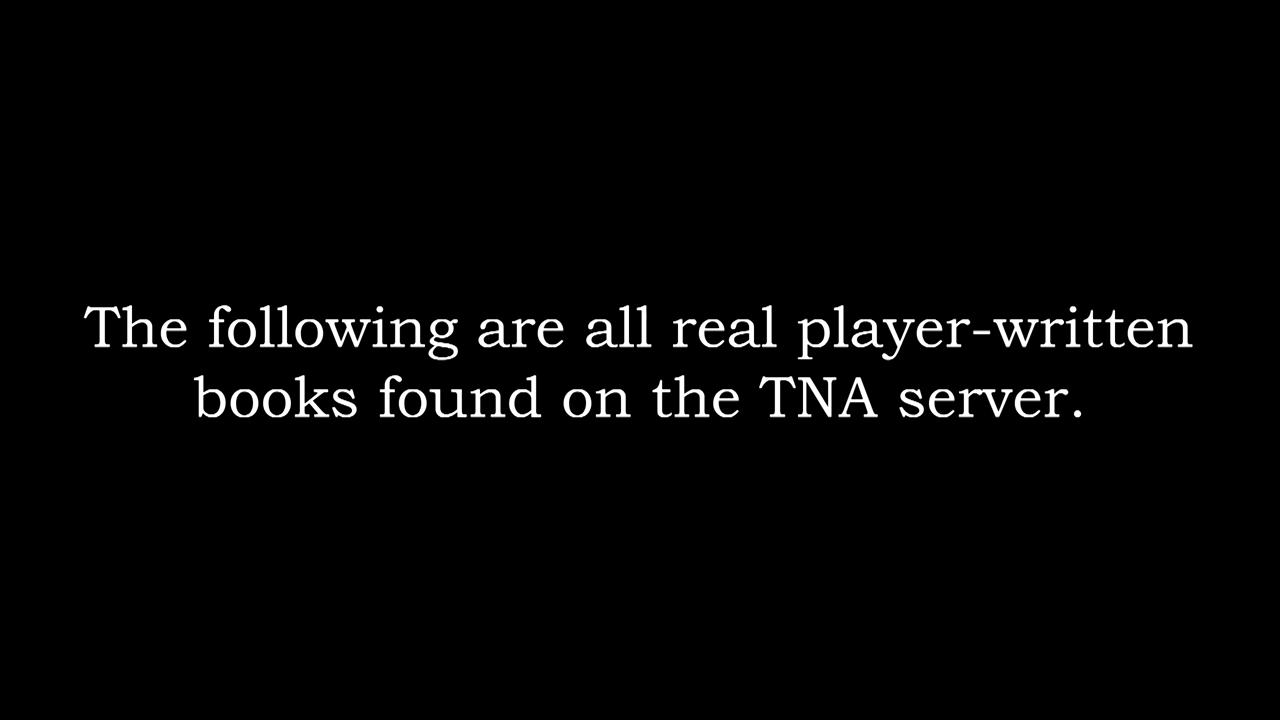 The following are all real player-written
books found on the TNA server.